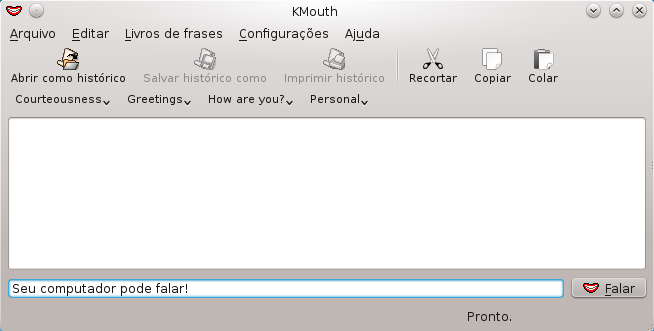 KMouth
Arquivo Editar Livros de frases Configurações Ajuda
Abrir como histórico Salvar histórico como Imprimir histórico Recortar Copiar Colar
Courteousness Greetings How are you? Personal
Seu computador pode falar! Falar
Pronto.